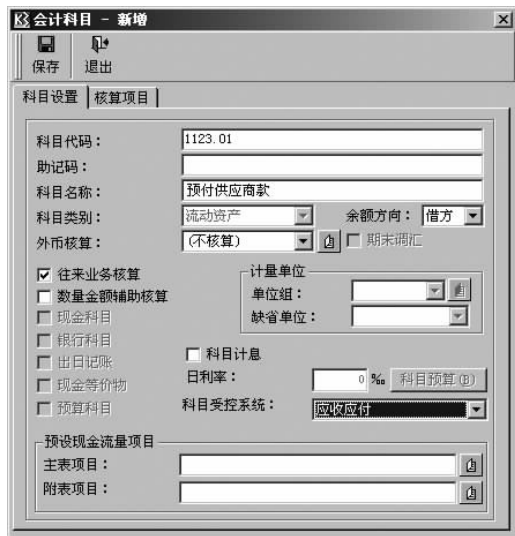 会计科目 - 新增
保存 退出
科目设置 核算项目
科目代码： 1123.01
助记码：
科目名称： 预付供应商款
科目类别： 流动资产 余额方向： 借方
外币核算： (不核算) 期末调汇
往来业务核算 计量单位
数量金额辅助核算 单位组：
现金科目 缺省单位：
银行科目
出日记账 科目计息
现金等价物 日利率： 0 ‰ 科目预算(B)
预算科目 科目受控系统： 应收应付
预设现金流量项目
主表项目：
附表项目：